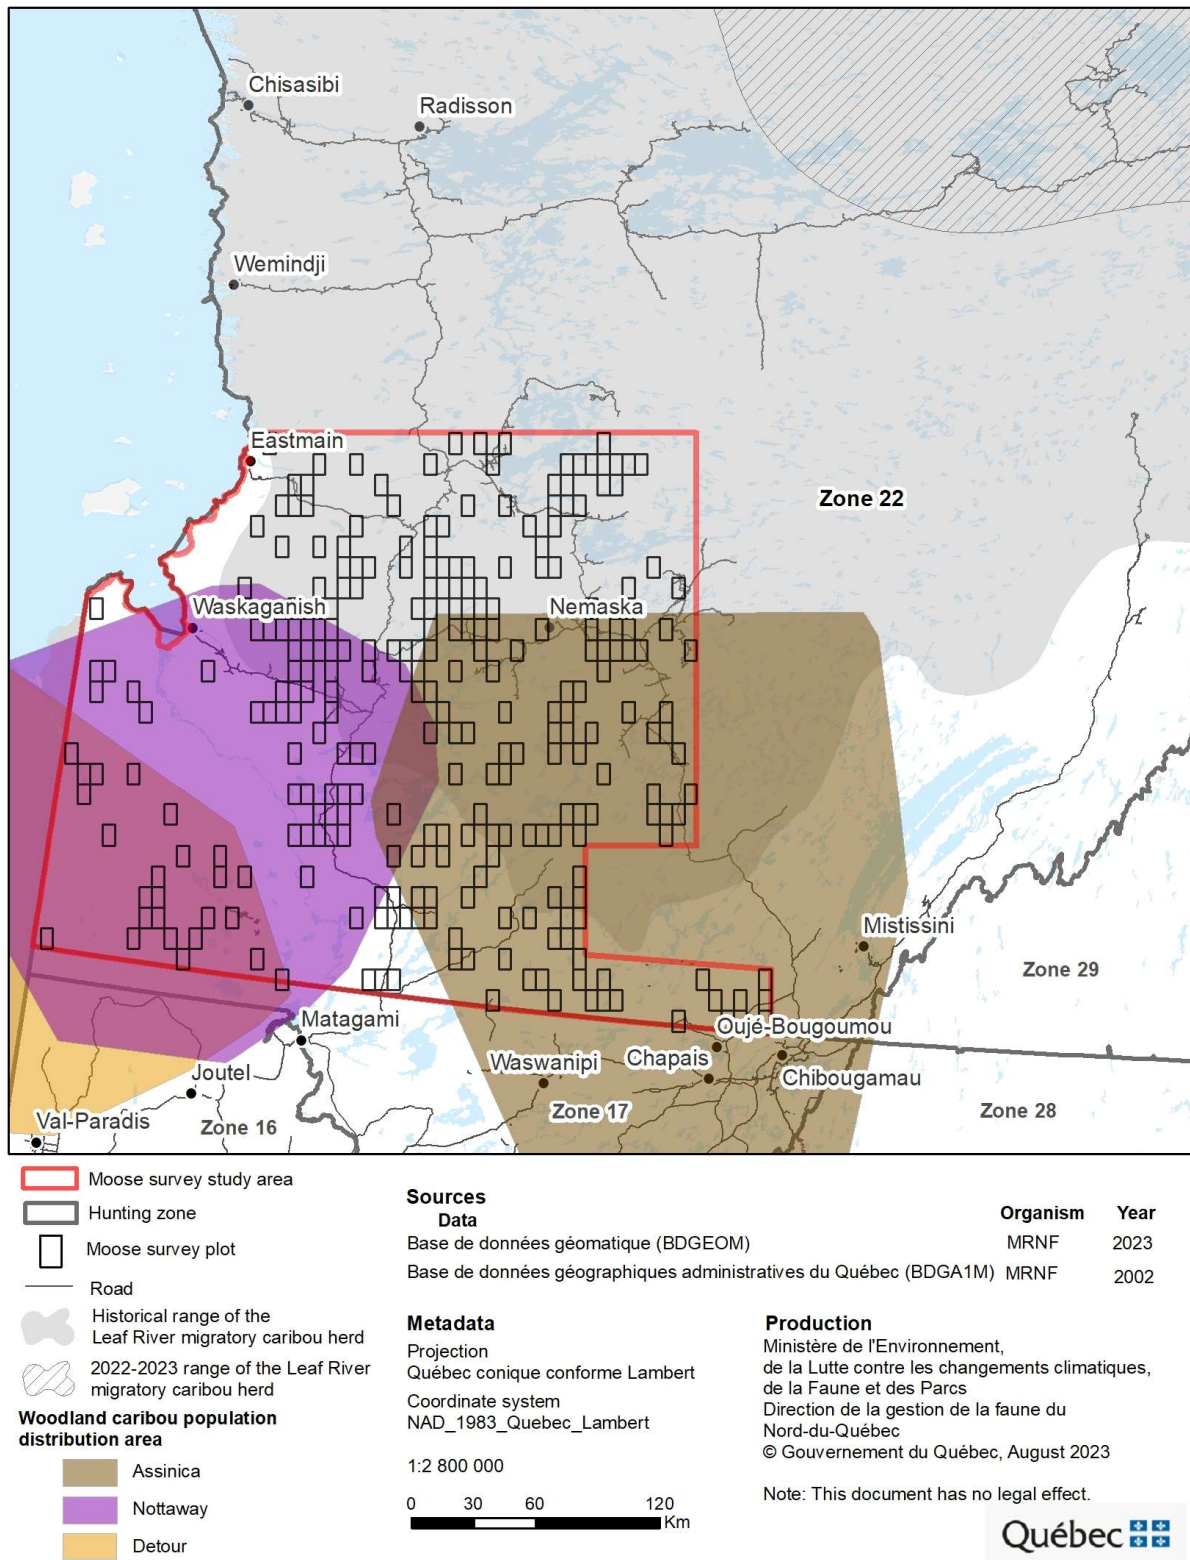 Chisasibi
Radisson
Wemindji
Eastmain
Zone 22
Waskaganish
Nemaska
Mistissini
Zone 29
Matagami
Oujé-Bougoumou
Waswanipi
Chapais
Chibougamau
Joutel
Zone 17
Zone 28
Val-Paradis
Zone 16
Moose survey study area
Hunting zone
Moose survey plot
Road
Historical range of the
Leaf River migratory caribou herd
2022-2023 range of the Leaf River
migratory caribou herd
Woodland caribou population
distribution area
Assinica
Nottaway
Detour
Sources
Data Organism Year
Base de données géomatique (BDGEOM) MRNF 2023
Base de données géographiques administratives du Québec (BDGA1M) MRNF 2002
Metadata
Projection
Québec conique conforme Lambert
Coordinate system
NAD_1983_Quebec_Lambert
1:2 800 000
0 30 60 120
Km
Production
Ministère de l'Environnement,
de la Lutte contre les changements climatiques,
de la Faune et des Parcs
Direction de la gestion de la faune du
Nord-du-Québec
© Gouvernement du Québec, August 2023
Note: This document has no legal effect.
Québec